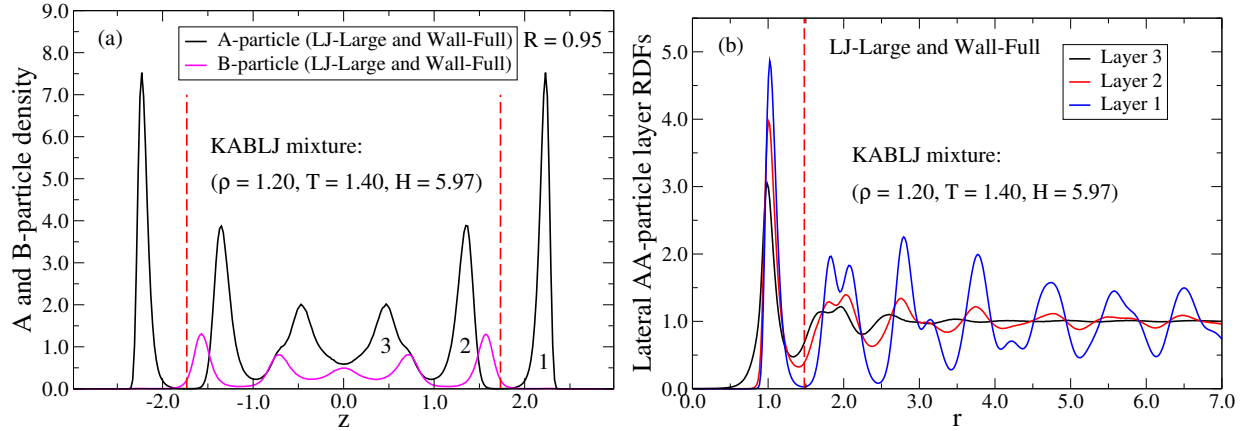 (a)
A-particle (LJ-Large and Wall-Full)
B-particle (LJ-Large and Wall-Full)
R = 0.95
KABLJ mixture:
(ρ = 1.20, T = 1.40, H = 5.97)
3
2
1
A and B-particle density
9.0
8.0
7.0
6.0
5.0
4.0
3.0
2.0
1.0
0.0
-2.0
-1.0
0.0
1.0
2.0
z
(b)
LJ-Large and Wall-Full
Layer 3
Layer 2
Layer 1
KABLJ mixture:
(ρ = 1.20, T = 1.40, H = 5.97)
Lateral AA-particle layer RDFs
5.0
4.0
3.0
2.0
1.0
0.0
0.0
1.0
2.0
3.0
4.0
5.0
6.0
7.0
r